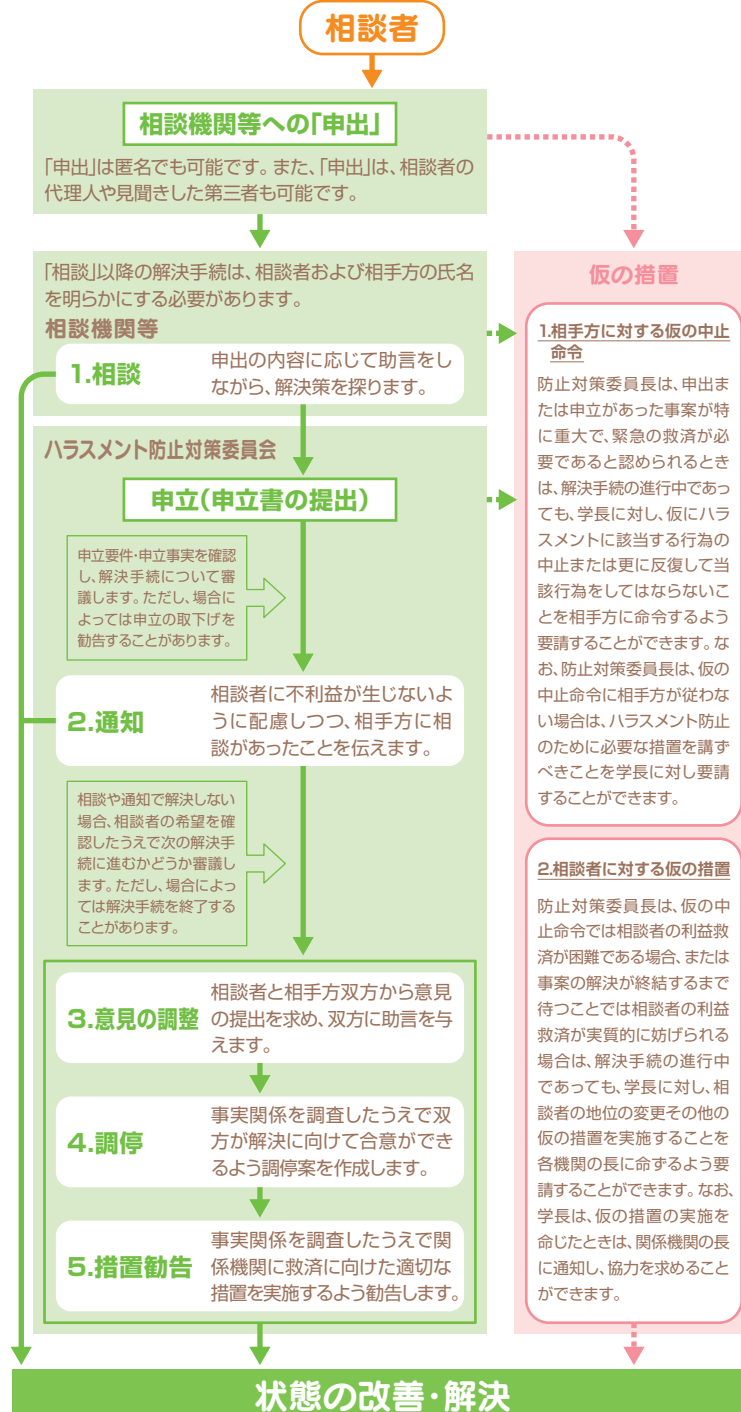 相談者
相談機関等への「申出」
「申出」は匿名でも可能です。また、「申出」は、相談者の
代理人や見聞きした第三者も可能です。
「相談」以降の解決手続は、相談者および相手方の氏名
を明らかにする必要があります。
相談機関等
1.相談
申出の内容に応じて助言をし
ながら、解決策を探ります。
ハラスメント防止対策委員会
申立(申立書の提出)
申立要件・申立事実を確認
し、解決手続について審
議します。ただし、場合に
よっては申立の取下げを
勧告することがあります。
2.通知
相談者に不利益が生じないよ
うに配慮しつつ、相手方に相
談があったことを伝えます。
相談や通知で解決しない
場合、相談者の希望を確
認したうえで次の解決手
続に進むかどうか審議し
ます。ただし、場合によっ
ては解決手続を終了する
ことがあります。
3.意見の調整
相談者と相手方双方から意見
の提出を求め、双方に助言を与
えます。
4.調停
事実関係を調査したうえで双
方が解決に向けて合意ができ
るよう調停案を作成します。
5.措置勧告
事実関係を調査したうえで関
係機関に救済に向けた適切な
措置を実施するよう勧告します。
仮の措置
1.相手方に対する仮の中止
命令
防止対策委員長は、申出ま
たは申立があった事案が特
に重大で、緊急の救済が必
要であると認められるとき
は、解決手続の進行中であっ
ても、学長に対し、仮にハラ
スメントに該当する行為の
中止または更に反復して当
該行為をしてはならないこ
とを相手方に命令するよう
要請することができます。な
お、防止対策委員長は、仮の
中止命令に相手方が従わな
い場合は、ハラスメント防止
のために必要な措置を講ず
べきことを学長に対し要請
することができます。
2.相談者に対する仮の措置
防止対策委員長は、仮の中
止命令では相談者の利益救
済が困難である場合、または
事案の解決が終結するまで
待つことでは相談者の利益
救済が実質的に妨げられる
場合は、解決手続の進行中
であっても、学長に対し、相
談者の地位の変更その他の
仮の措置を実施することを
各機関の長に命ずるよう要
請することができます。なお、
学長は、仮の措置の実施を
命じたときは、関係機関の長
に通知し、協力を求めること
ができます。
状態の改善・解決